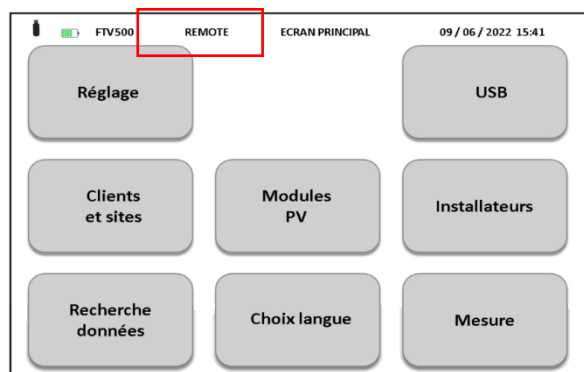 FTV500 REMOTE ECRAN PRINCIPAL 09 / 06 / 2022 15:41
Réglage
USB
Clients
et sites
Modules
PV
Installateurs
Recherche
données
Choix langue
Mesure